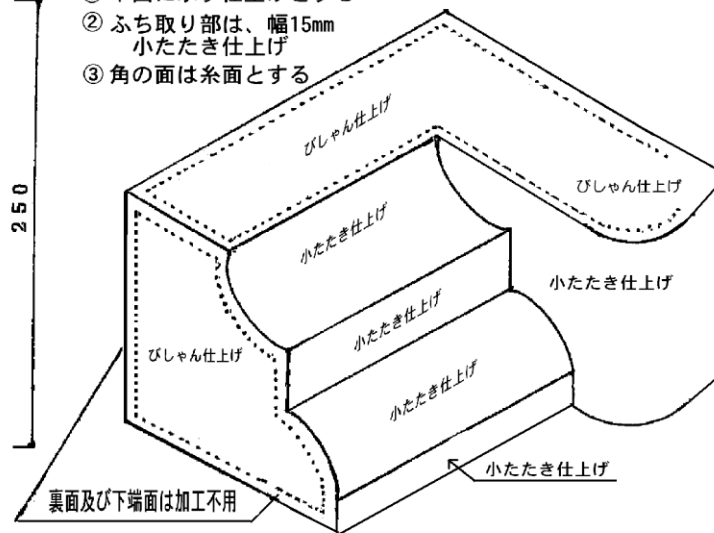 ② ふち取り部は、幅15mm
小たたき仕上げ
③ 角の面は糸面とする
びしゃん仕上げ
びしゃん仕上げ
小たたき仕上げ
小たたき仕上げ
小たたき仕上げ
びしゃん仕上げ
小たたき仕上げ
小たたき仕上げ
裏面及び下端面は加工不用
250